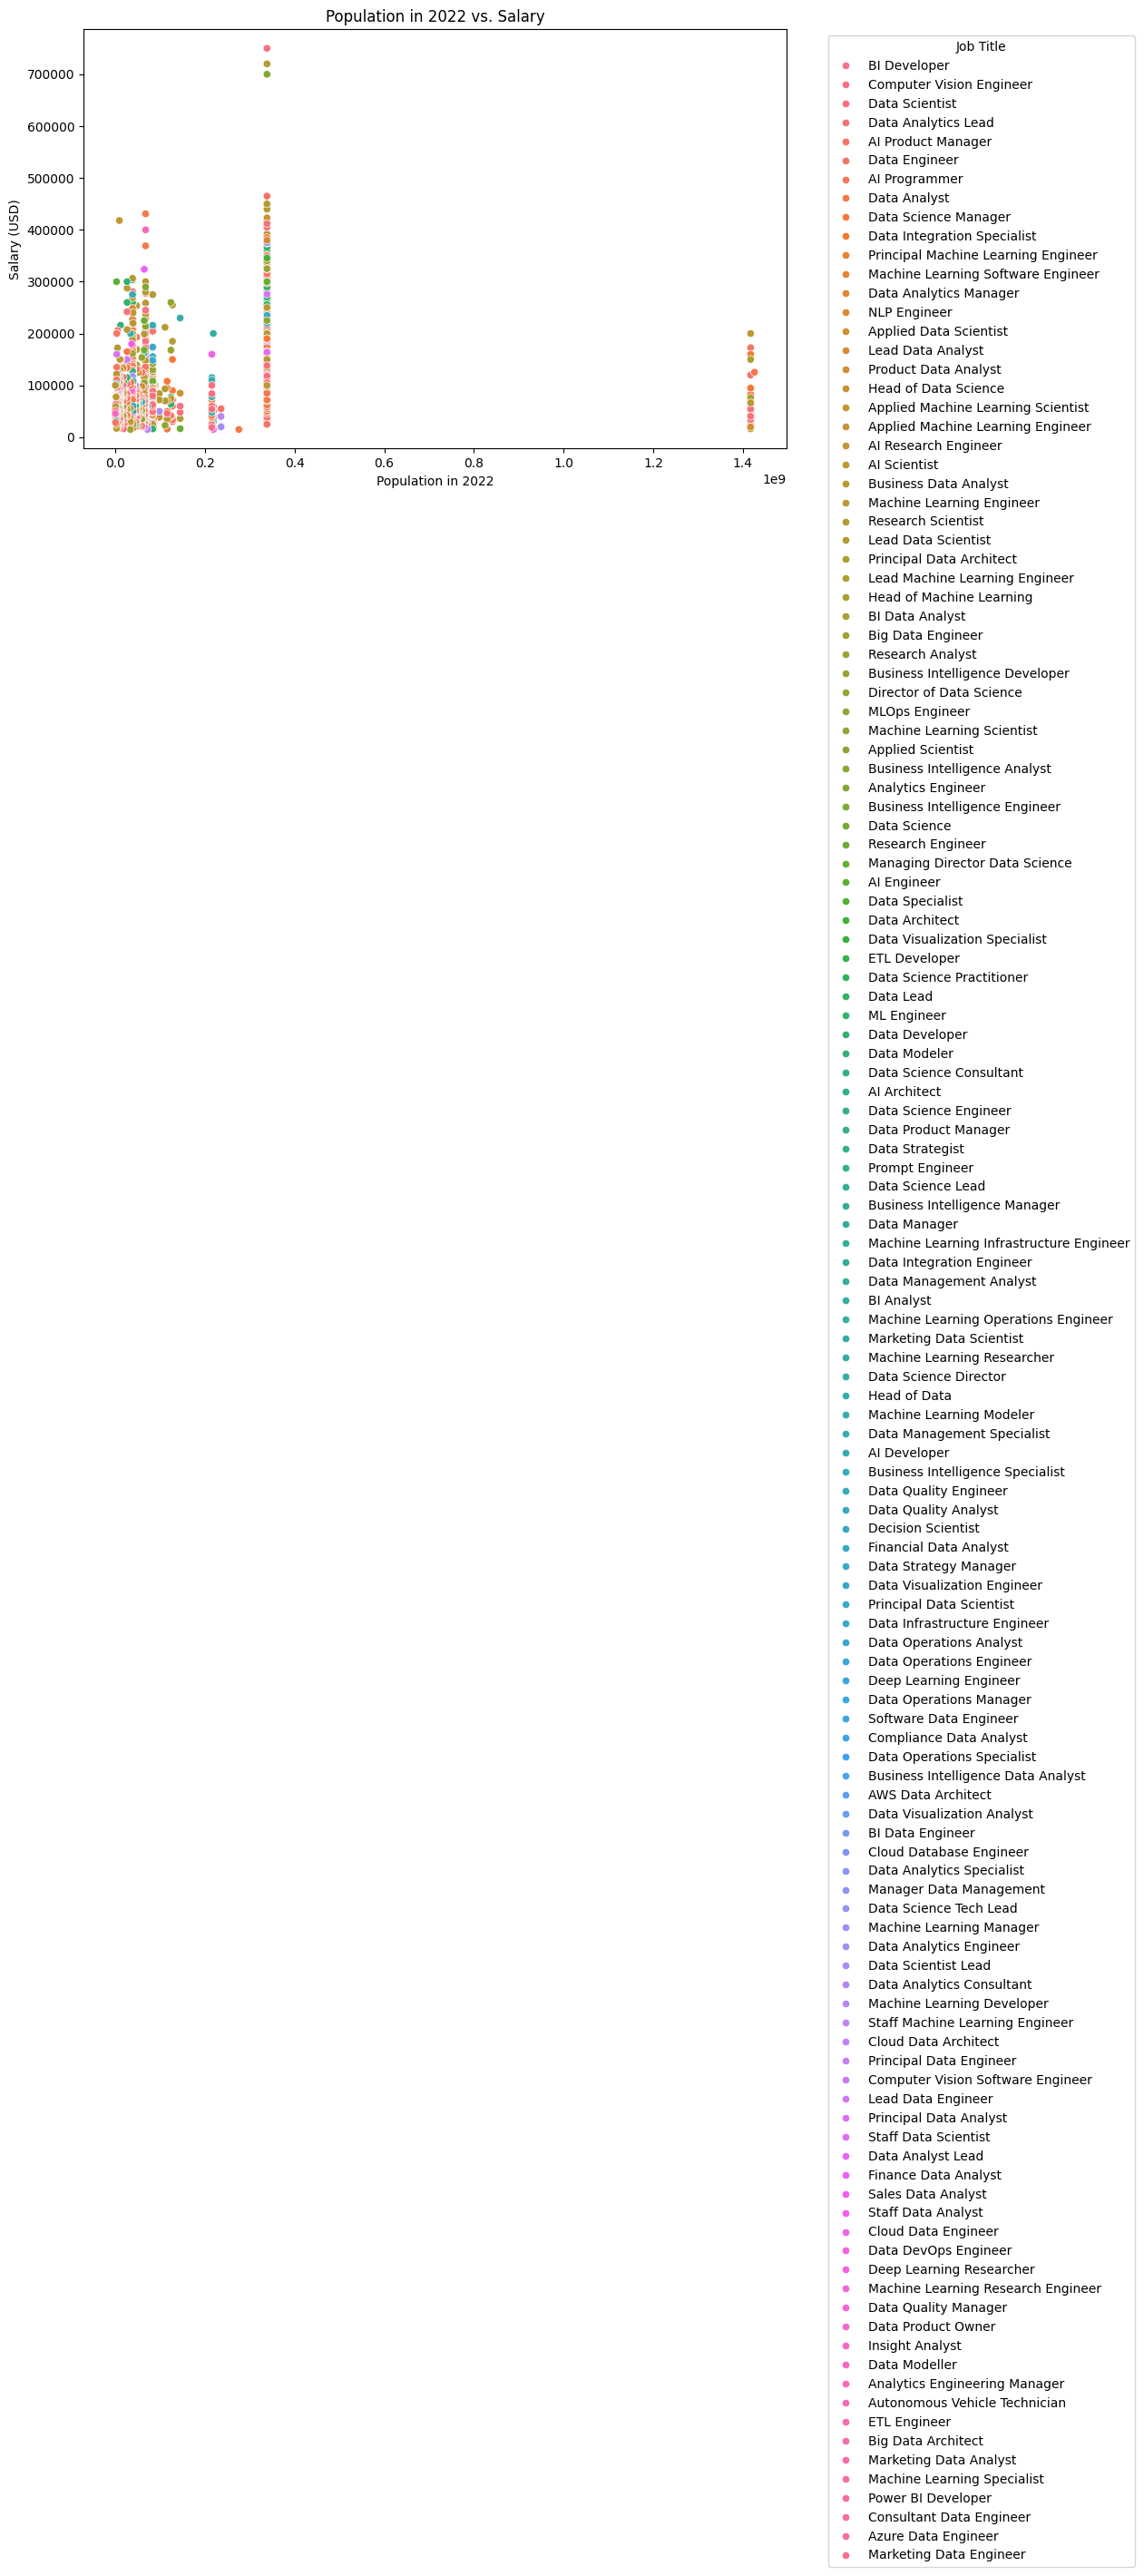 Population in 2022 vs. Salary
Salary (USD)
700000
600000
500000
400000
300000
200000
100000
0
0.0
0.2
0.4
0.6
0.8
1.0
1.2
1.4
1e9
Population in 2022
Job Title
BI Developer
Computer Vision Engineer
Data Scientist
Data Analytics Lead
AI Product Manager
Data Engineer
AI Programmer
Data Analyst
Data Science Manager
Data Integration Specialist
Principal Machine Learning Engineer
Machine Learning Software Engineer
Data Analytics Manager
NLP Engineer
Applied Data Scientist
Lead Data Analyst
Product Data Analyst
Head of Data Science
Applied Machine Learning Scientist
Applied Machine Learning Engineer
AI Research Engineer
AI Scientist
Business Data Analyst
Machine Learning Engineer
Research Scientist
Lead Data Scientist
Principal Data Architect
Lead Machine Learning Engineer
Head of Machine Learning
BI Data Analyst
Big Data Engineer
Research Analyst
Business Intelligence Developer
Director of Data Science
MLOps Engineer
Machine Learning Scientist
Applied Scientist
Business Intelligence Analyst
Analytics Engineer
Business Intelligence Engineer
Data Science
Research Engineer
Managing Director Data Science
AI Engineer
Data Specialist
Data Architect
Data Visualization Specialist
ETL Developer
Data Science Practitioner
Data Lead
ML Engineer
Data Developer
Data Modeler
Data Science Consultant
AI Architect
Data Science Engineer
Data Product Manager
Data Strategist
Prompt Engineer
Data Science Lead
Business Intelligence Manager
Data Manager
Machine Learning Infrastructure Engineer
Data Integration Engineer
Data Management Analyst
BI Analyst
Machine Learning Operations Engineer
Marketing Data Scientist
Machine Learning Researcher
Data Science Director
Head of Data
Machine Learning Modeler
Data Management Specialist
AI Developer
Business Intelligence Specialist
Data Quality Engineer
Data Quality Analyst
Decision Scientist
Financial Data Analyst
Data Strategy Manager
Data Visualization Engineer
Principal Data Scientist
Data Infrastructure Engineer
Data Operations Analyst
Data Operations Engineer
Deep Learning Engineer
Data Operations Manager
Software Data Engineer
Compliance Data Analyst
Data Operations Specialist
Business Intelligence Data Analyst
AWS Data Architect
Data Visualization Analyst
BI Data Engineer
Cloud Database Engineer
Data Analytics Specialist
Manager Data Management
Data Science Tech Lead
Machine Learning Manager
Data Analytics Engineer
Data Scientist Lead
Data Analytics Consultant
Machine Learning Developer
Staff Machine Learning Engineer
Cloud Data Architect
Principal Data Engineer
Computer Vision Software Engineer
Lead Data Engineer
Principal Data Analyst
Staff Data Scientist
Data Analyst Lead
Finance Data Analyst
Sales Data Analyst
Staff Data Analyst
Cloud Data Engineer
Data DevOps Engineer
Deep Learning Researcher
Machine Learning Research Engineer
Data Quality Manager
Data Product Owner
Insight Analyst
Data Modeller
Analytics Engineering Manager
Autonomous Vehicle Technician
ETL Engineer
Big Data Architect
Marketing Data Analyst
Machine Learning Specialist
Power BI Developer
Consultant Data Engineer
Azure Data Engineer
Marketing Data Engineer